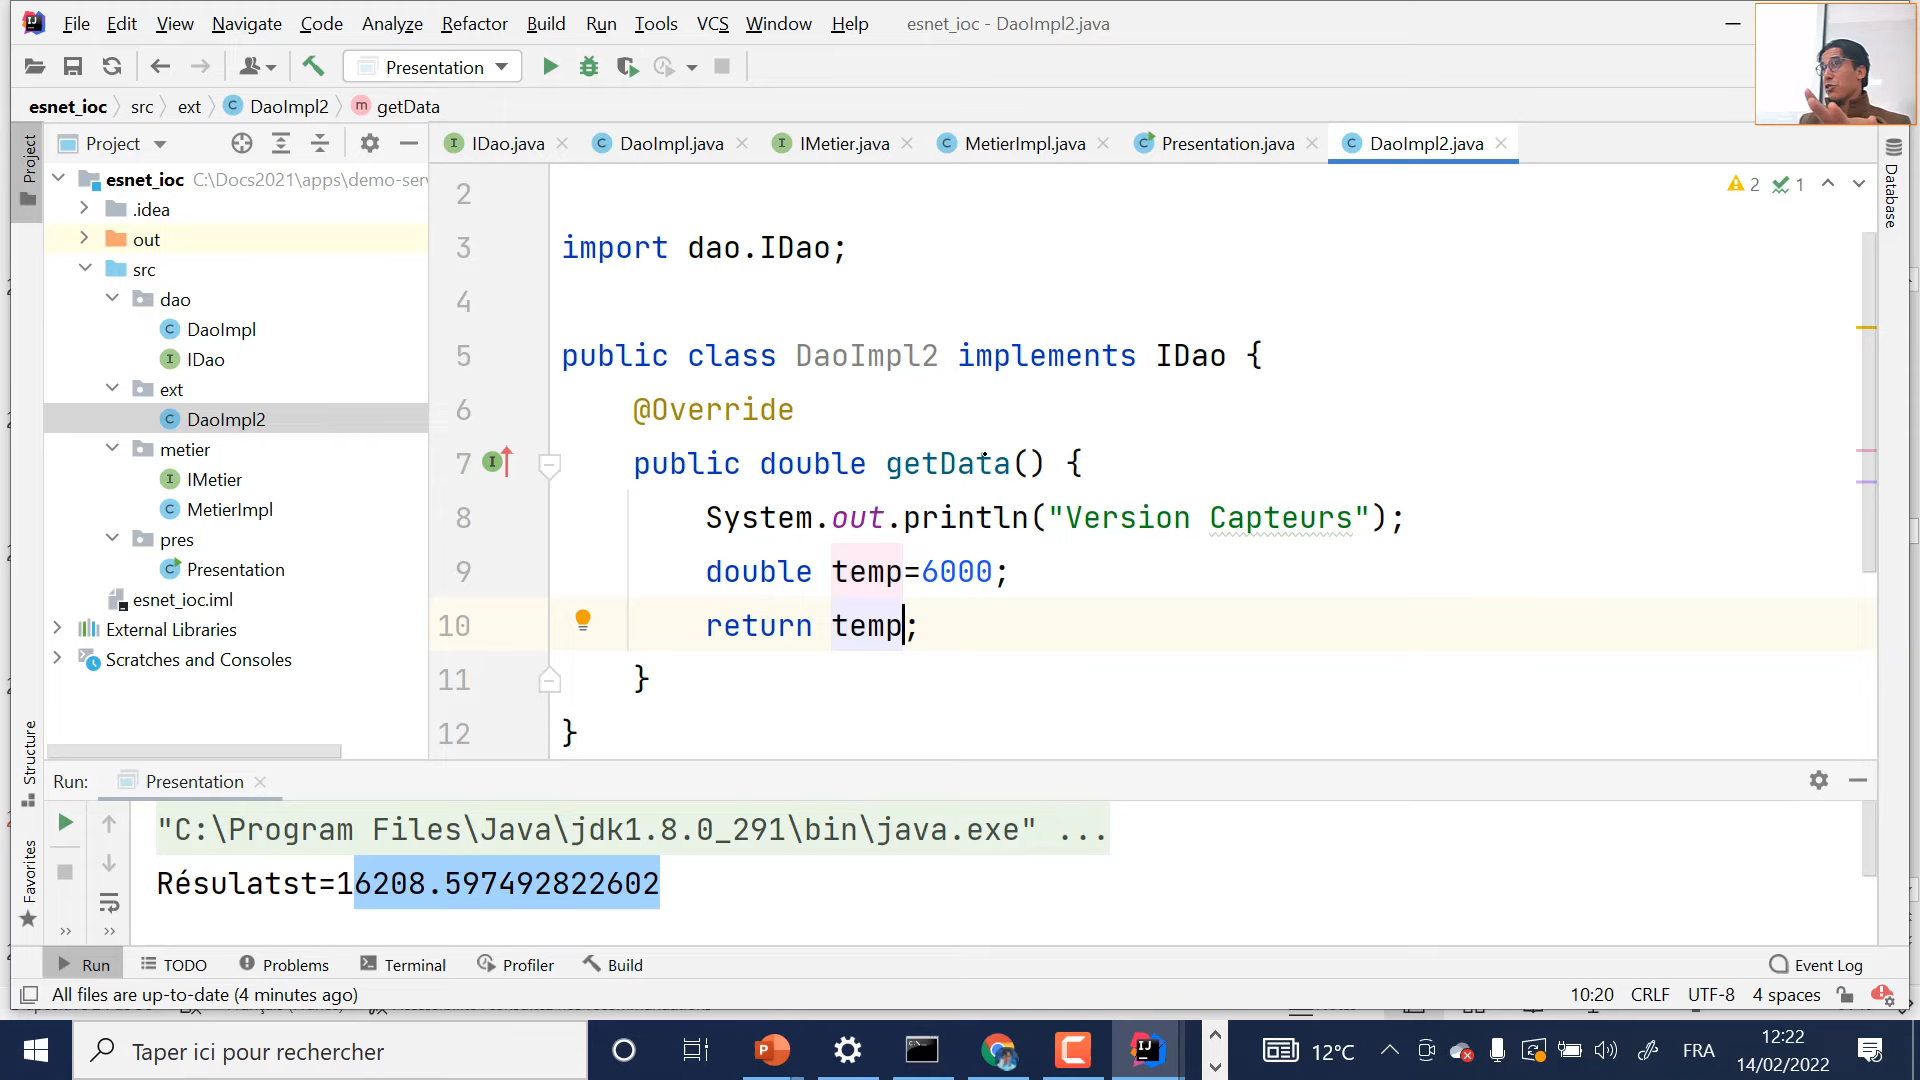 File Edit View Navigate Code Analyze Refactor Build Run Tools VCS Window Help esnet_ioc - DaoImpl2.java
Presentation
esnet_ioc src ext DaoImpl2 m getData
Project
I IDao.java C DaoImpl.java I IMetier.java C MetierImpl.java C Presentation.java C DaoImpl2.java
Project
Database
Structure
Favorites
esnet_ioc C:\Docs2021\apps\demo-ser
.idea
out
src
dao
C DaoImpl
I IDao
ext
C DaoImpl2
metier
I IMetier
C MetierImpl
pres
C Presentation
esnet_ioc.iml
External Libraries
Scratches and Consoles
2 1
2
3 import dao.IDao;
4
5 public class DaoImpl2 implements IDao {
6 @Override
7 public double getData() {
8 System.out.println("Version Capteurs");
9 double temp=6000;
10 return temp;
11 }
12 }
Run: Presentation
"C:\Program Files\Java\jdk1.8.0_291\bin\java.exe" ...
Résulatst=16208.597492822602
Run TODO Problems Terminal Profiler Build Event Log
All files are up-to-date (4 minutes ago) 10:20 CRLF UTF-8 4 spaces
Taper ici pour rechercher 12°C FRA 12:22
14/02/2022